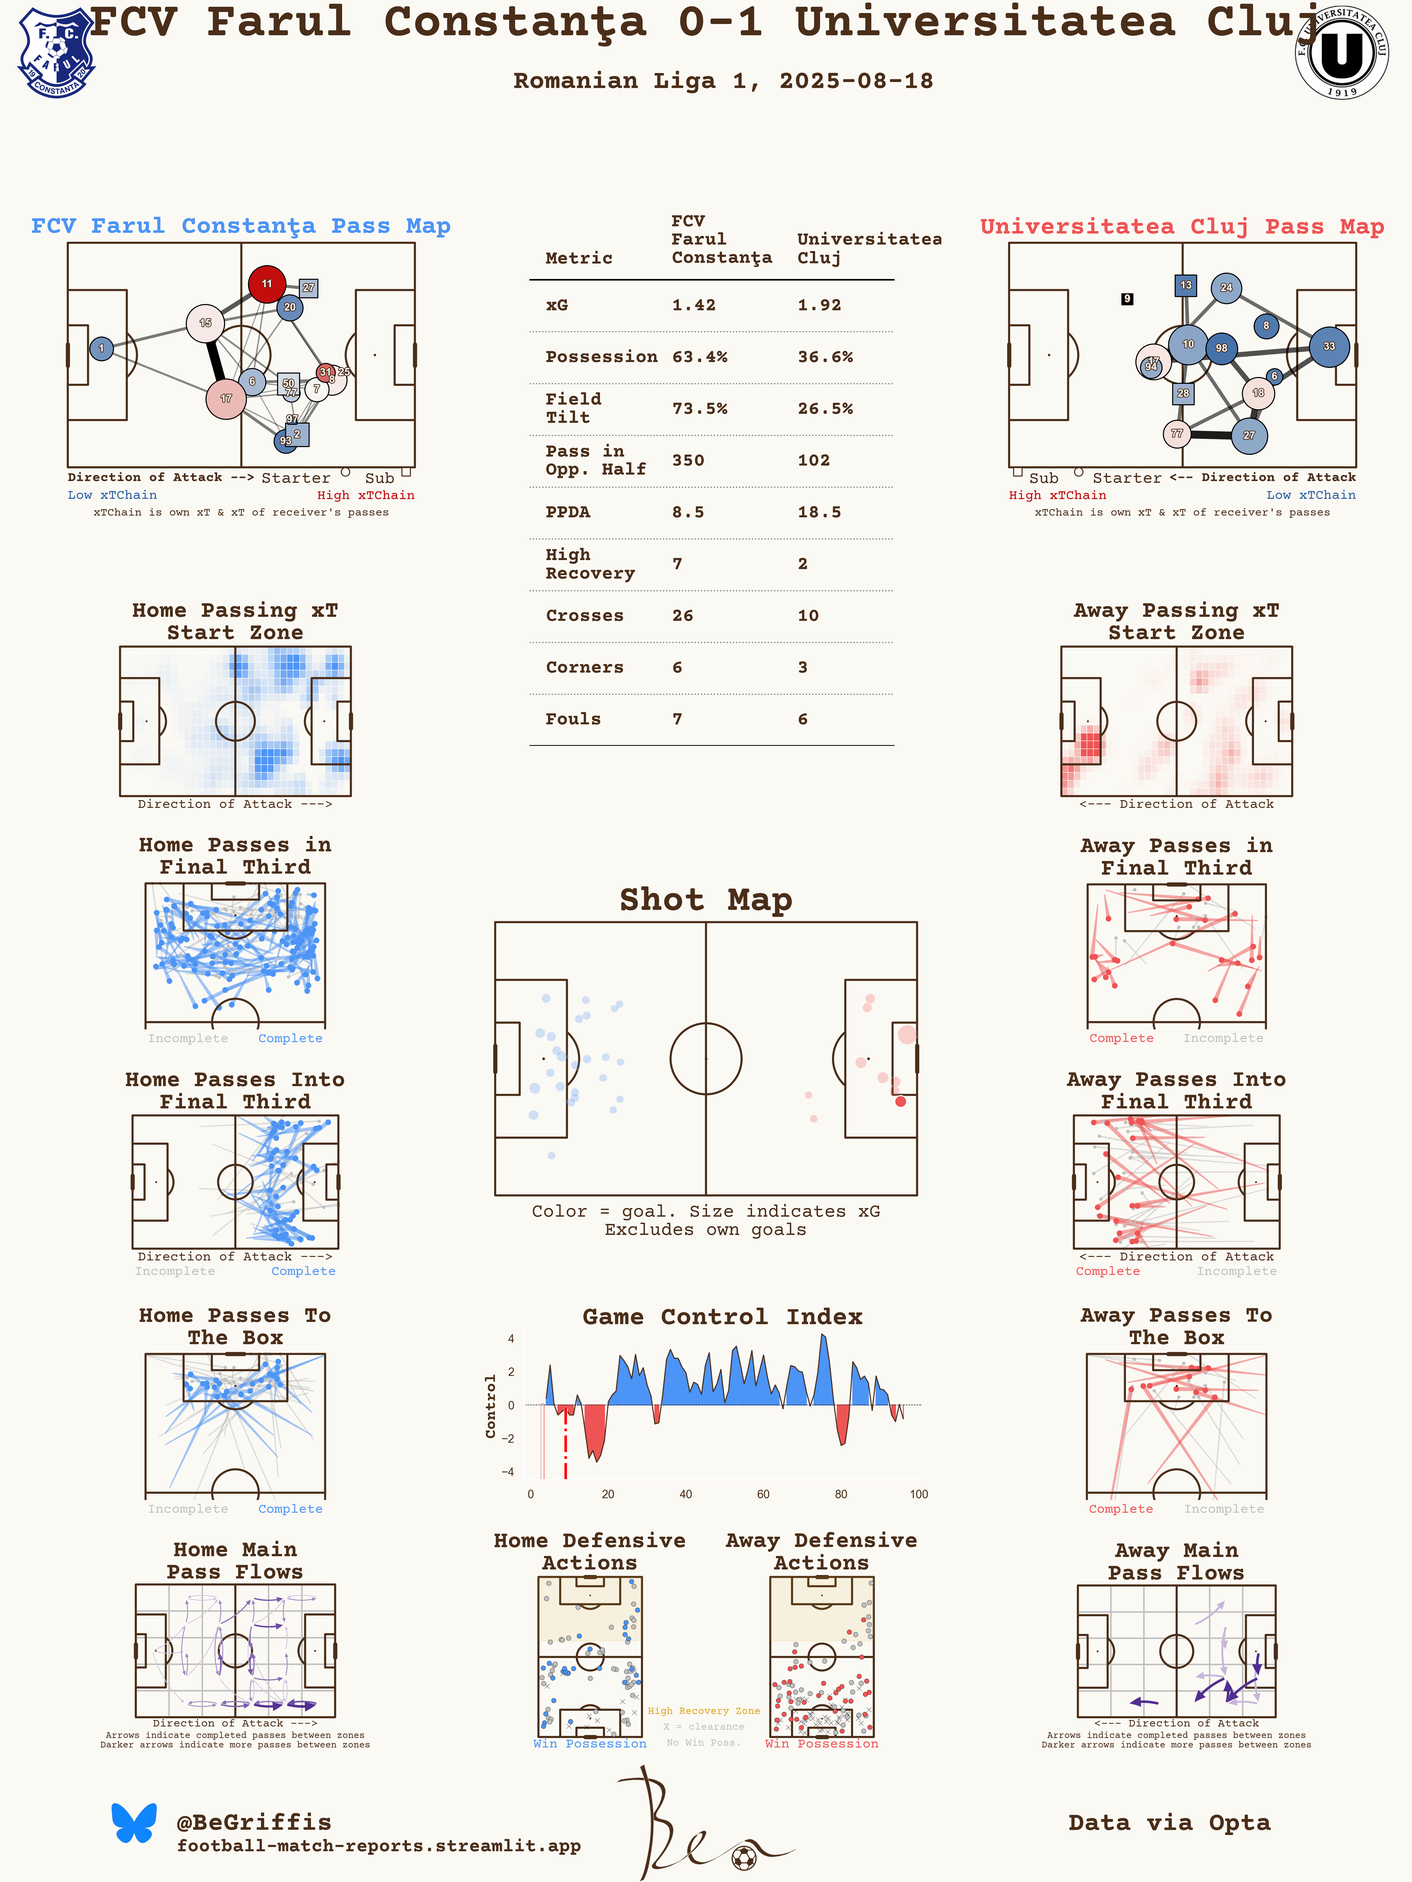 FCV Farul Constanţa 0-1 Universitatea Cluj
Romanian Liga 1, 2025-08-18
F. C.
FARUL
19 20
CONSTANTA
F.C. UNIVERSITATEA CLUJ
U
1919
FCV Farul Constanţa Pass Map
1
15
17
11
27
20
6
50
77
7
31
25
8
97
93
2
Direction of Attack --> Starter Sub
Low xTChain High xTChain
xTChain is own xT & xT of receiver's passes
Metric FCV Farul Constanţa Universitatea Cluj
xG 1.42 1.92
Possession 63.4% 36.6%
Field Tilt 73.5% 26.5%
Pass in Opp. Half 350 102
PPDA 8.5 18.5
High Recovery 7 2
Crosses 26 10
Corners 6 3
Fouls 7 6
Universitatea Cluj Pass Map
9
13
24
8
10
98
33
17
94
6
28
18
77
27
Sub Starter <-- Direction of Attack
High xTChain Low xTChain
xTChain is own xT & xT of receiver's passes
Home Passing xT
Start Zone
Direction of Attack --->
Away Passing xT
Start Zone
<--- Direction of Attack
Home Passes in
Final Third
Incomplete Complete
Away Passes in
Final Third
Complete Incomplete
Shot Map
Color = goal. Size indicates xG
Excludes own goals
Home Passes Into
Final Third
Direction of Attack --->
Incomplete Complete
Away Passes Into
Final Third
<--- Direction of Attack
Complete Incomplete
Home Passes To
The Box
Incomplete Complete
Game Control Index
Control
4
2
0
−2
−4
0 20 40 60 80 100
Away Passes To
The Box
Complete Incomplete
Home Main
Pass Flows
Direction of Attack --->
Arrows indicate completed passes between zones
Darker arrows indicate more passes between zones
Home Defensive
Actions
Win Possession
High Recovery Zone
X = clearance
No Win Poss.
Away Defensive
Actions
Win Possession
Away Main
Pass Flows
<--- Direction of Attack
Arrows indicate completed passes between zones
Darker arrows indicate more passes between zones
@BeGriffis
football-match-reports.streamlit.app
Ben
Data via Opta